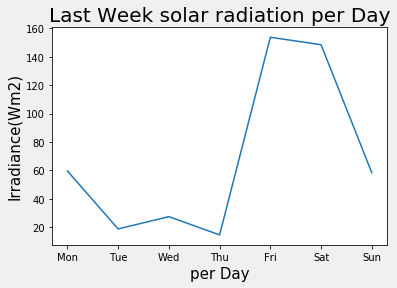 Last Week solar radiation per Day
Irradiance(Wm2)
160
140
120
100
80
60
40
20
Mon Tue Wed Thu Fri Sat Sun
per Day